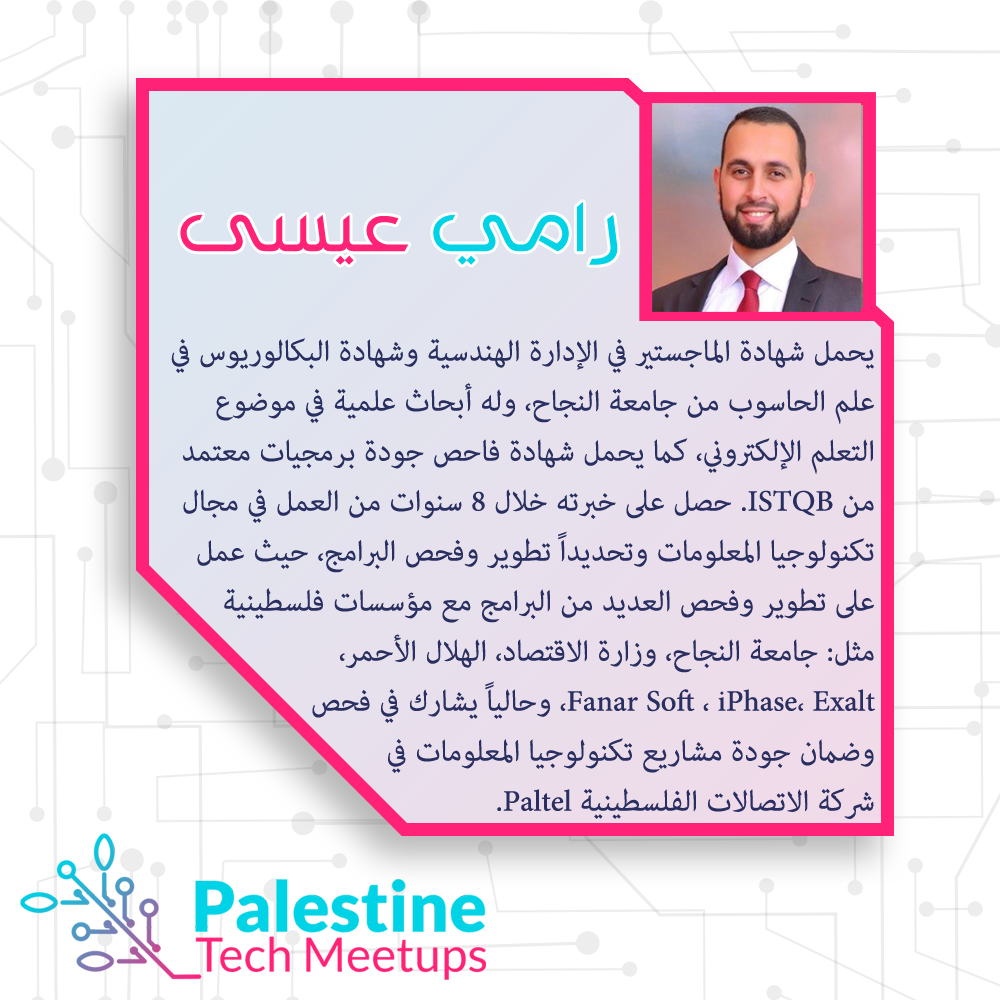 رامي عيسى
يحمل شهادة الماجستير في الإدارة الهندسية وشهادة البكالوريوس في
علم الحاسوب من جامعة النجاح، وله أبحاث علمية في موضوع
التعلم الإلكتروني، كما يحمل شهادة فاحص جودة برمجيات معتمد
من ISTQB. حصل على خبرته خلال 8 سنوات من العمل في مجال
تكنولوجيا المعلومات وتحديداً تطوير وفحص البرامج، حيث عمل
على تطوير وفحص العديد من البرامج مع مؤسسات فلسطينية
مثل: جامعة النجاح، وزارة الاقتصاد، الهلال الأحمر،
Fanar Soft ، iPhase، Exalt، وحالياً يشارك في فحص
وضمان جودة مشاريع تكنولوجيا المعلومات في
شركة الاتصالات الفلسطينية Paltel.
Palestine
Tech Meetups